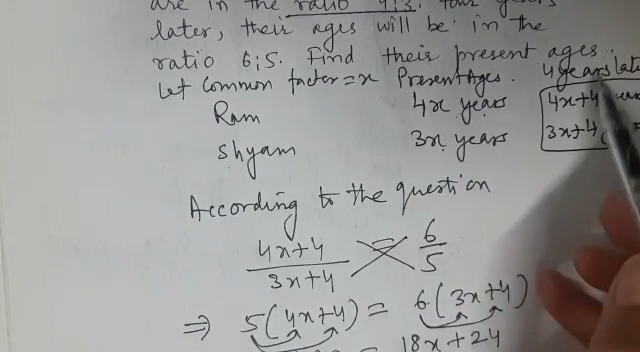 are in the ratio 4:3. Four years
later, their ages will be in the
ratio 6:5. Find their present ages.
Let Common factor = x Present Ages. 4 years
Ram 4x years 4x+4
Shyam 3x years 3x+4
According to the question
4x+4 / 3x+4 = 6 / 5
⇒ 5(4x+4) = 6(3x+4)
= 18x + 24